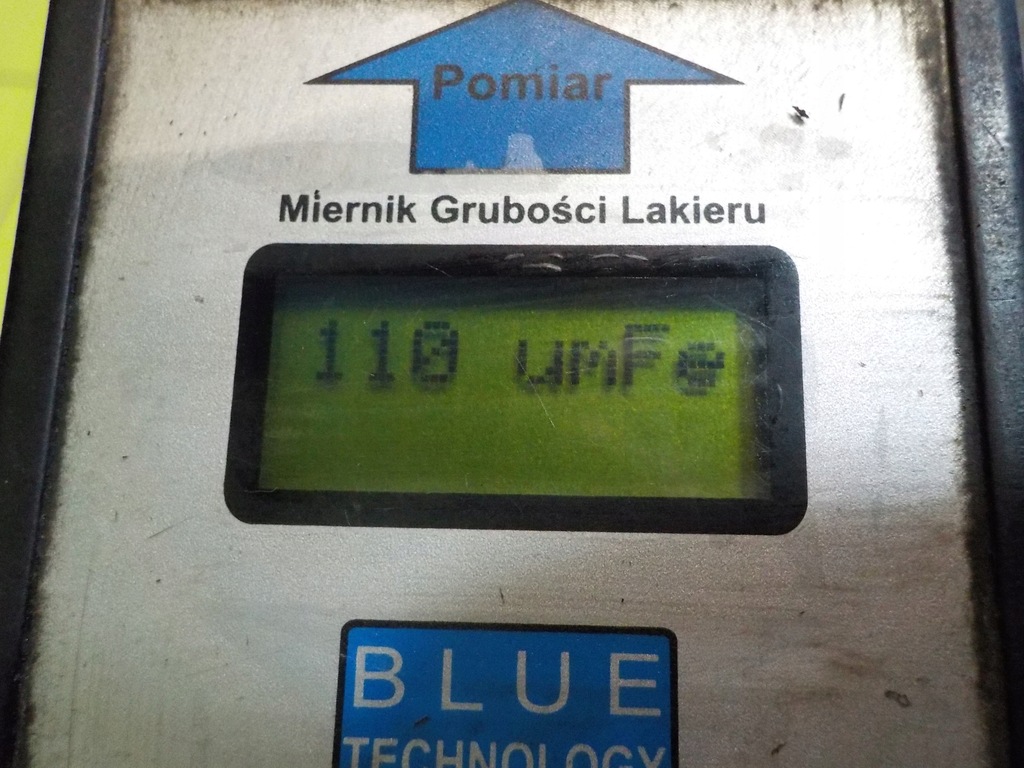 Pomiar
Miernik Grubości Lakieru
110 umFe
BLUE
TECHNOLOGY